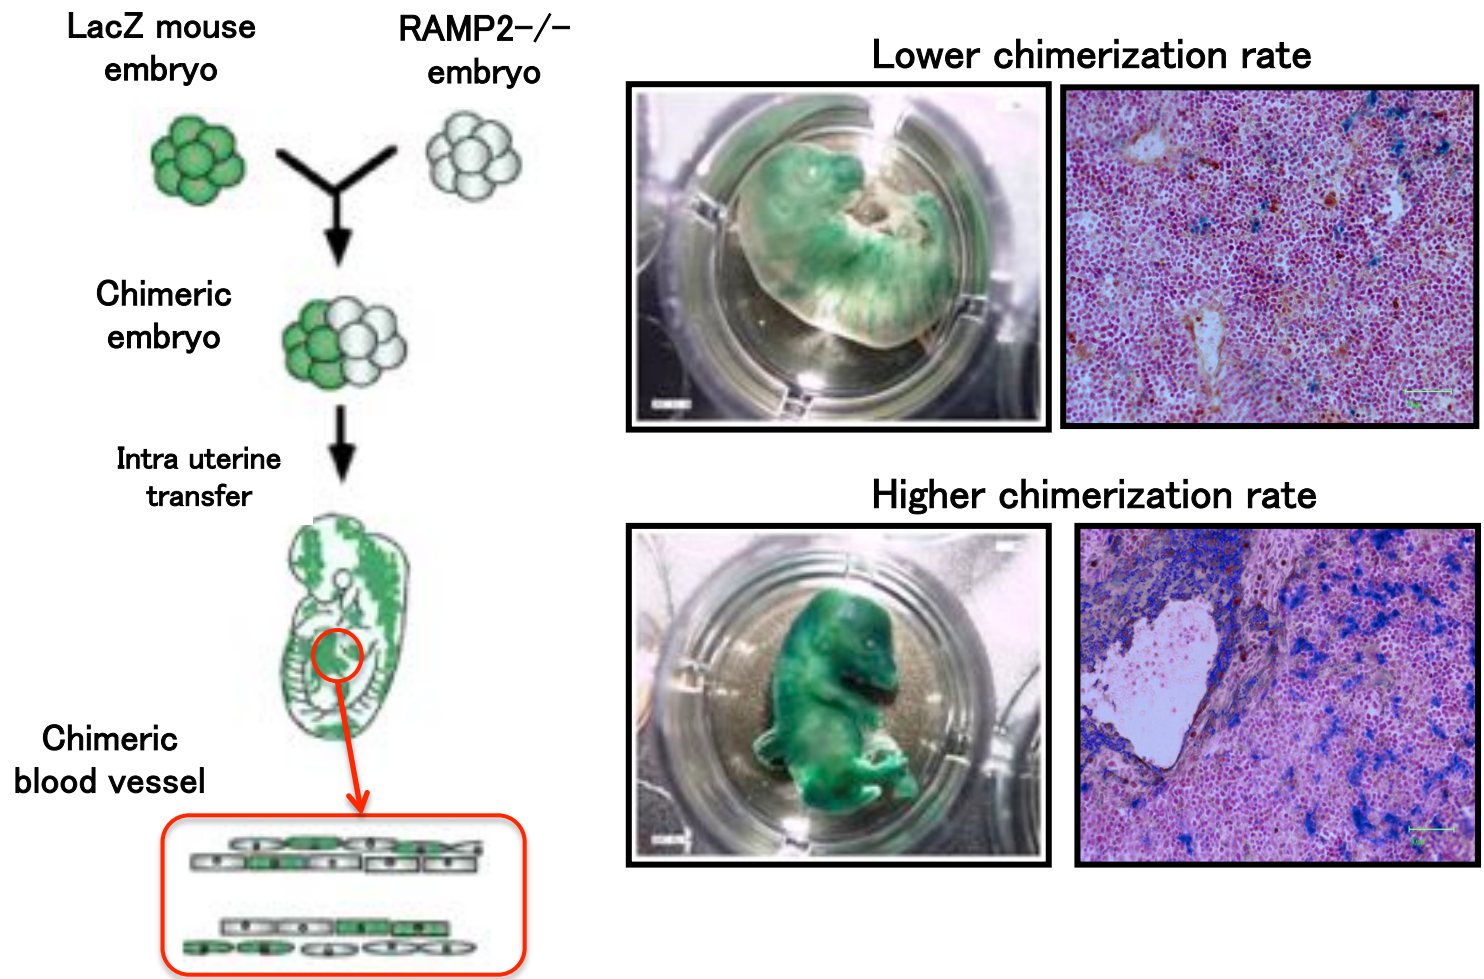 LacZ mouse
embryo
RAMP2-/-
embryo
Chimeric
embryo
Intra uterine
transfer
Chimeric
blood vessel
Lower chimerization rate
Higher chimerization rate